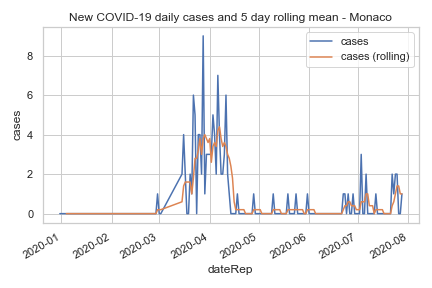 New COVID-19 daily cases and 5 day rolling mean - Monaco
cases
cases (rolling)
cases
8
6
4
2
0
2020-01
2020-02
2020-03
2020-04
2020-05
2020-06
2020-07
2020-08
dateRep